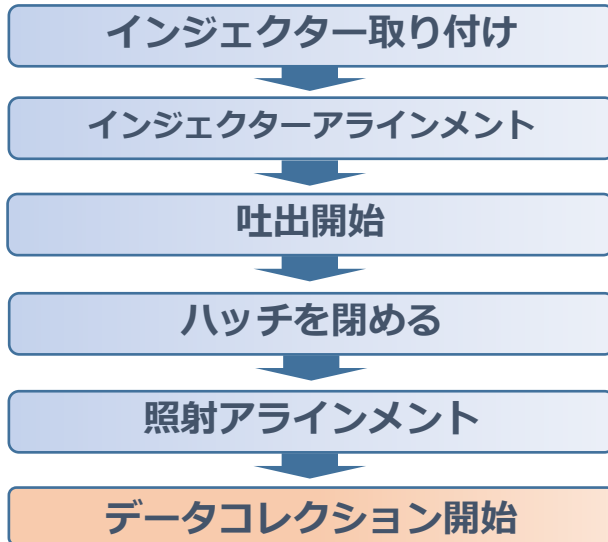 インジェクター取り付け
インジェクターアラインメント
吐出開始
ハッチを閉める
照射アラインメント
データコレクション開始